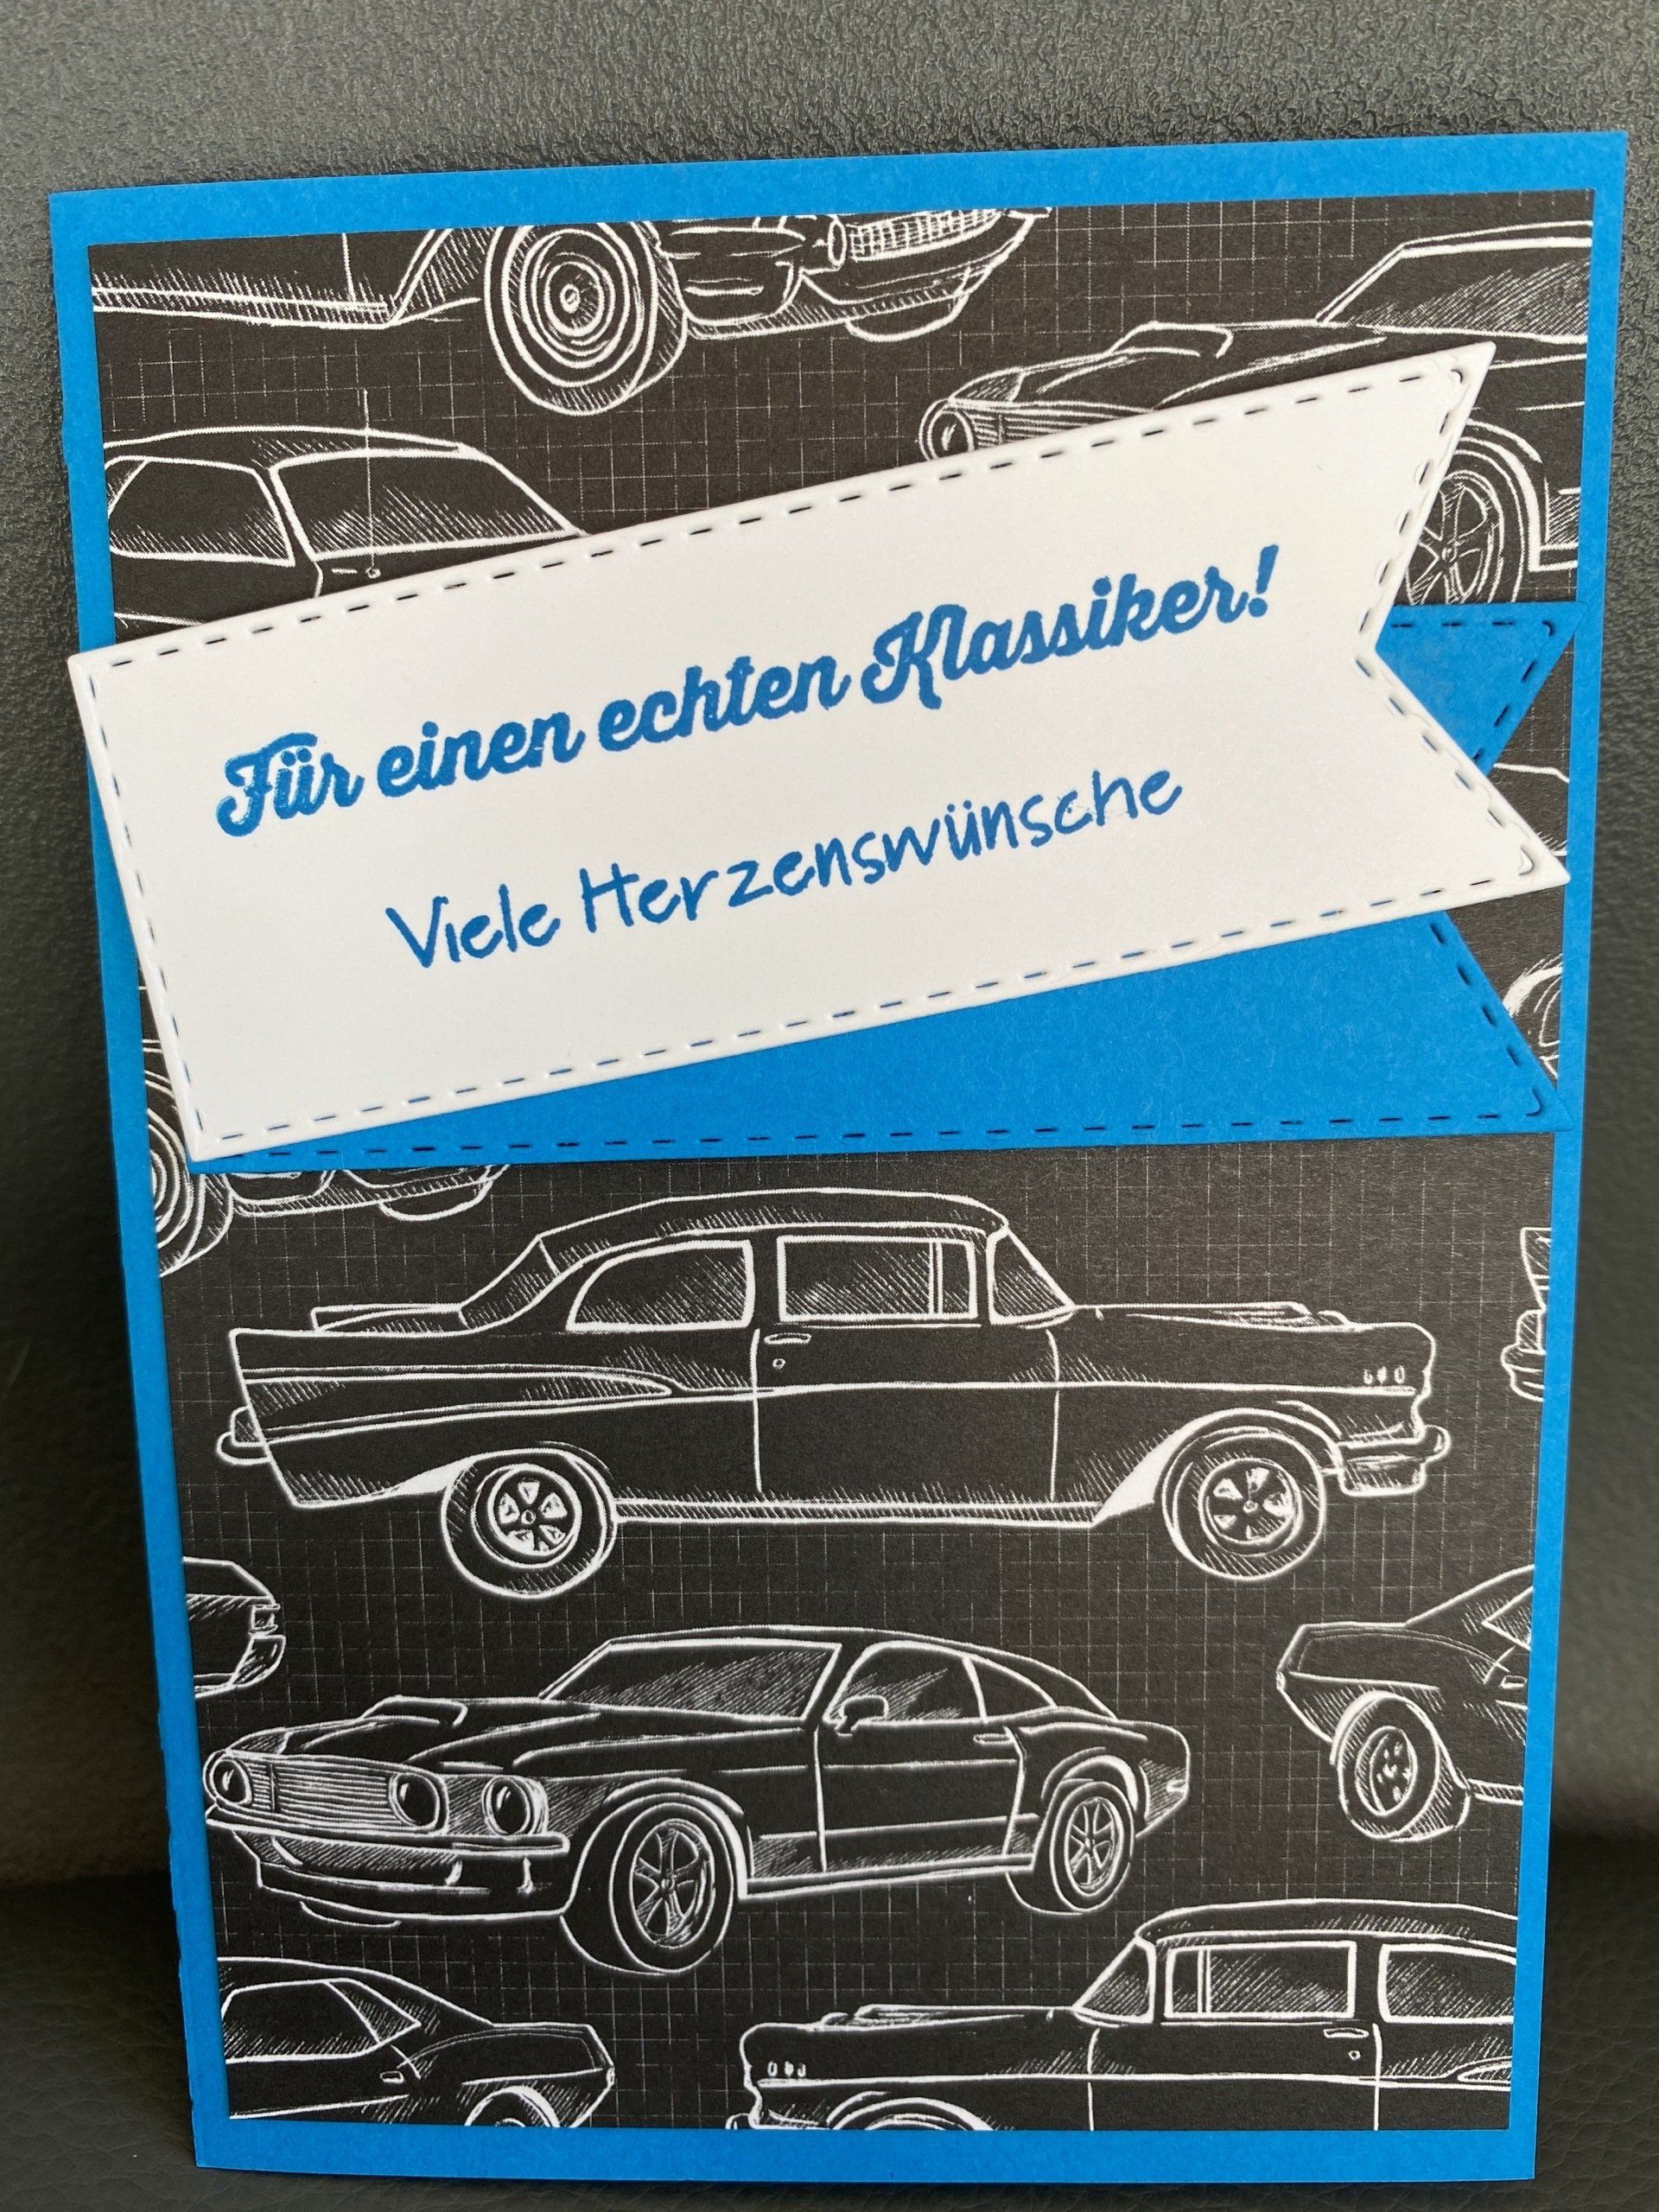 Für einen echten Klassiker!
Viele Herzenswünsche